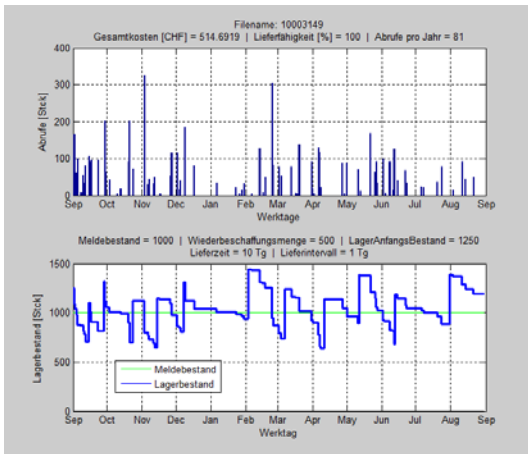 Filename: 10003149
Gesamtkosten [CHF] = 514.6919 | Lieferfähigkeit [%] = 100 | Abrufe pro Jahr = 81
400
300
200
100
0
Abrufe [Stck]
Sep Oct Nov Dec Jan Feb Mar Apr May Jun Jul Aug Sep
Werktage
Meldebestand = 1000 | Wiederbeschaffungsmenge = 500 | LagerAnfangsBestand = 1250
Lieferzeit = 10 Tg | Lieferintervall = 1 Tg
1500
1000
500
0
Lagerbestand [Stck]
Meldebestand
Lagerbestand
Sep Oct Nov Dec Jan Feb Mar Apr May Jun Jul Aug Sep
Werktag